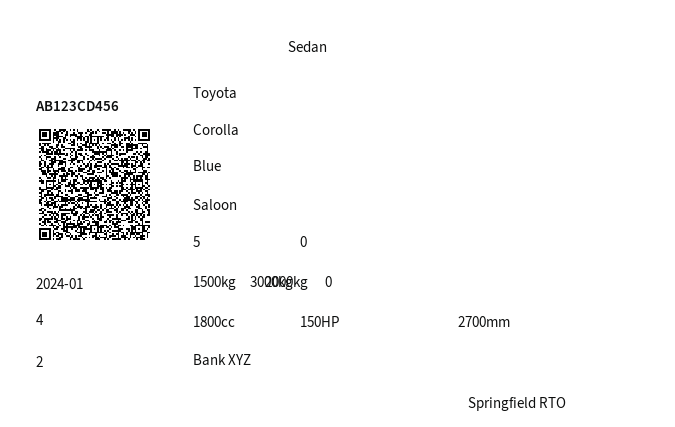 Sedan
Toyota
AB123CD456
Corolla
Blue
Saloon
5 0
2024-01 1500kg 3000kg 2000kg 0
4 1800cc 150HP 2700mm
2 Bank XYZ
Springfield RTO